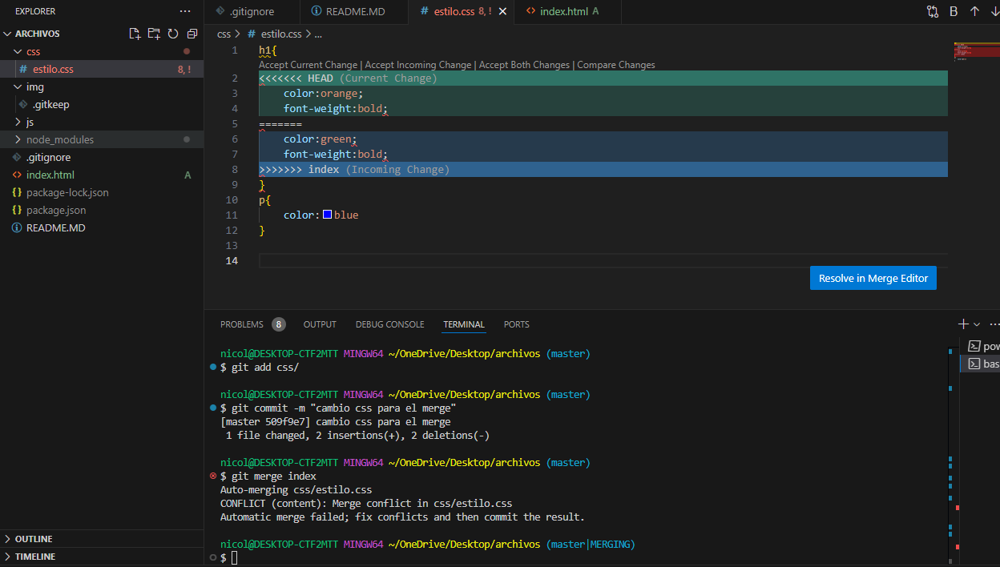 EXPLORER
ARCHIVOS
css
estilo.css 8, !
img
.gitkeep
js
node_modules
.gitignore
index.html A
package-lock.json
package.json
README.MD
OUTLINE
TIMELINE
.gitignore README.MD estilo.css 8, ! index.html A
B
css > estilo.css > ...
1 h1{
Accept Current Change | Accept Incoming Change | Accept Both Changes | Compare Changes
2 <<<<<<< HEAD (Current Change)
3 color:orange;
4 font-weight:bold;
5 =======
6 color:green;
7 font-weight:bold;
8 >>>>>>> index (Incoming Change)
9 }
10 p{
11 color:blue
12 }
13
14
Resolve in Merge Editor
PROBLEMS 8 OUTPUT DEBUG CONSOLE TERMINAL PORTS
nicol@DESKTOP-CTF2MTT MINGW64 ~/OneDrive/Desktop/archivos (master)
$ git add css/
nicol@DESKTOP-CTF2MTT MINGW64 ~/OneDrive/Desktop/archivos (master)
$ git commit -m "cambio css para el merge"
[master 509f9e7] cambio css para el merge
1 file changed, 2 insertions(+), 2 deletions(-)
nicol@DESKTOP-CTF2MTT MINGW64 ~/OneDrive/Desktop/archivos (master)
$ git merge index
Auto-merging css/estilo.css
CONFLICT (content): Merge conflict in css/estilo.css
Automatic merge failed; fix conflicts and then commit the result.
nicol@DESKTOP-CTF2MTT MINGW64 ~/OneDrive/Desktop/archivos (master|MERGING)
$
pow
bas